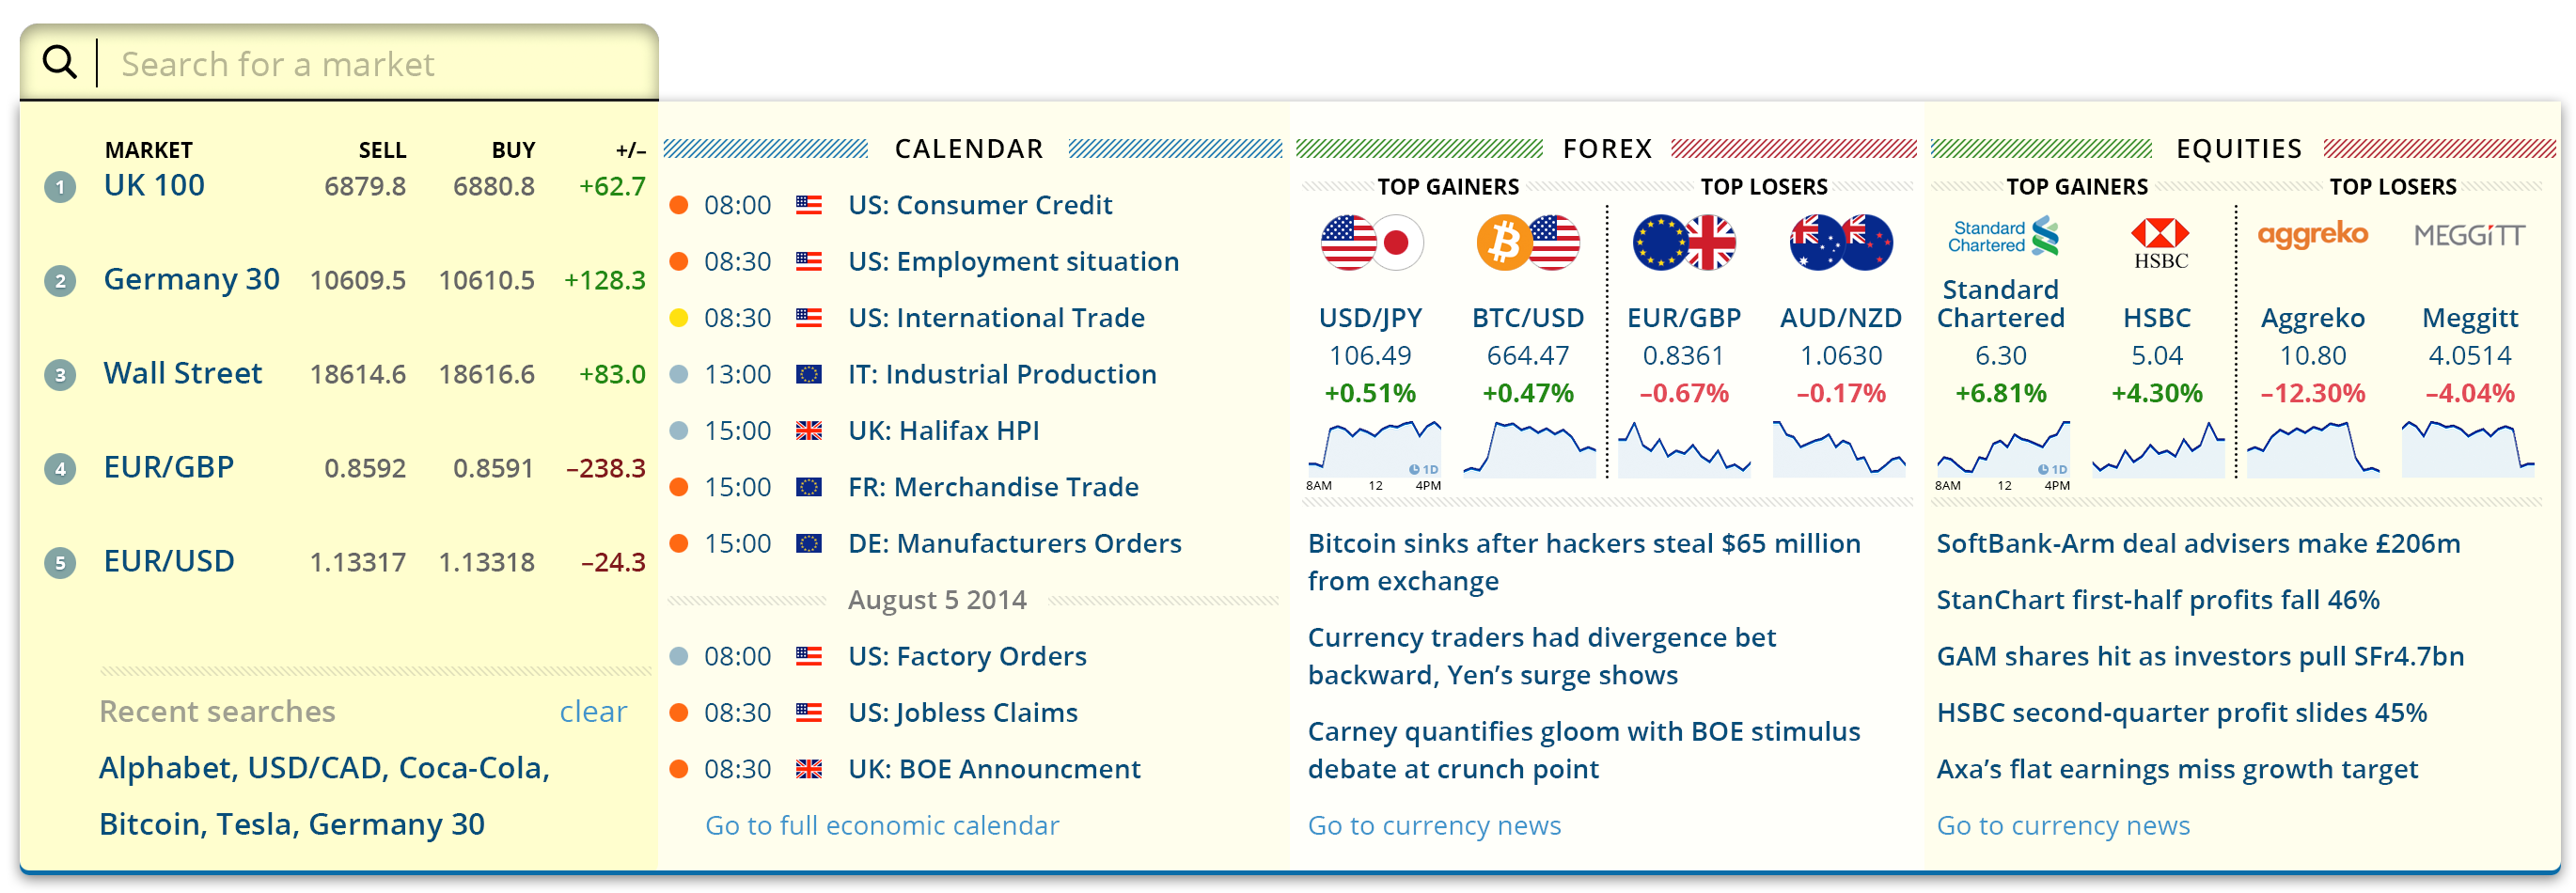 Search for a market
MARKET SELL BUY +/–
1 UK 100 6879.8 6880.8 +62.7
2 Germany 30 10609.5 10610.5 +128.3
3 Wall Street 18614.6 18616.6 +83.0
4 EUR/GBP 0.8592 0.8591 –238.3
5 EUR/USD 1.13317 1.13318 –24.3
Recent searches clear
Alphabet, USD/CAD, Coca-Cola,
Bitcoin, Tesla, Germany 30
CALENDAR
08:00 US: Consumer Credit
08:30 US: Employment situation
08:30 US: International Trade
13:00 IT: Industrial Production
15:00 UK: Halifax HPI
15:00 FR: Merchandise Trade
15:00 DE: Manufacturers Orders
August 5 2014
08:00 US: Factory Orders
08:30 US: Jobless Claims
08:30 UK: BOE Announcment
Go to full economic calendar
FOREX
TOP GAINERS TOP LOSERS
USD/JPY BTC/USD EUR/GBP AUD/NZD
106.49 664.47 0.8361 1.0630
+0.51% +0.47% –0.67% –0.17%
1D
8AM 12 4PM
Bitcoin sinks after hackers steal $65 million
from exchange
Currency traders had divergence bet
backward, Yen’s surge shows
Carney quantifies gloom with BOE stimulus
debate at crunch point
Go to currency news
EQUITIES
TOP GAINERS TOP LOSERS
Standard
Chartered
HSBC
aggreko
MEGGiTT
Standard
Chartered HSBC Aggreko Meggitt
6.30 5.04 10.80 4.0514
+6.81% +4.30% –12.30% –4.04%
1D
8AM 12 4PM
SoftBank-Arm deal advisers make £206m
StanChart first-half profits fall 46%
GAM shares hit as investors pull SFr4.7bn
HSBC second-quarter profit slides 45%
Axa’s flat earnings miss growth target
Go to currency news